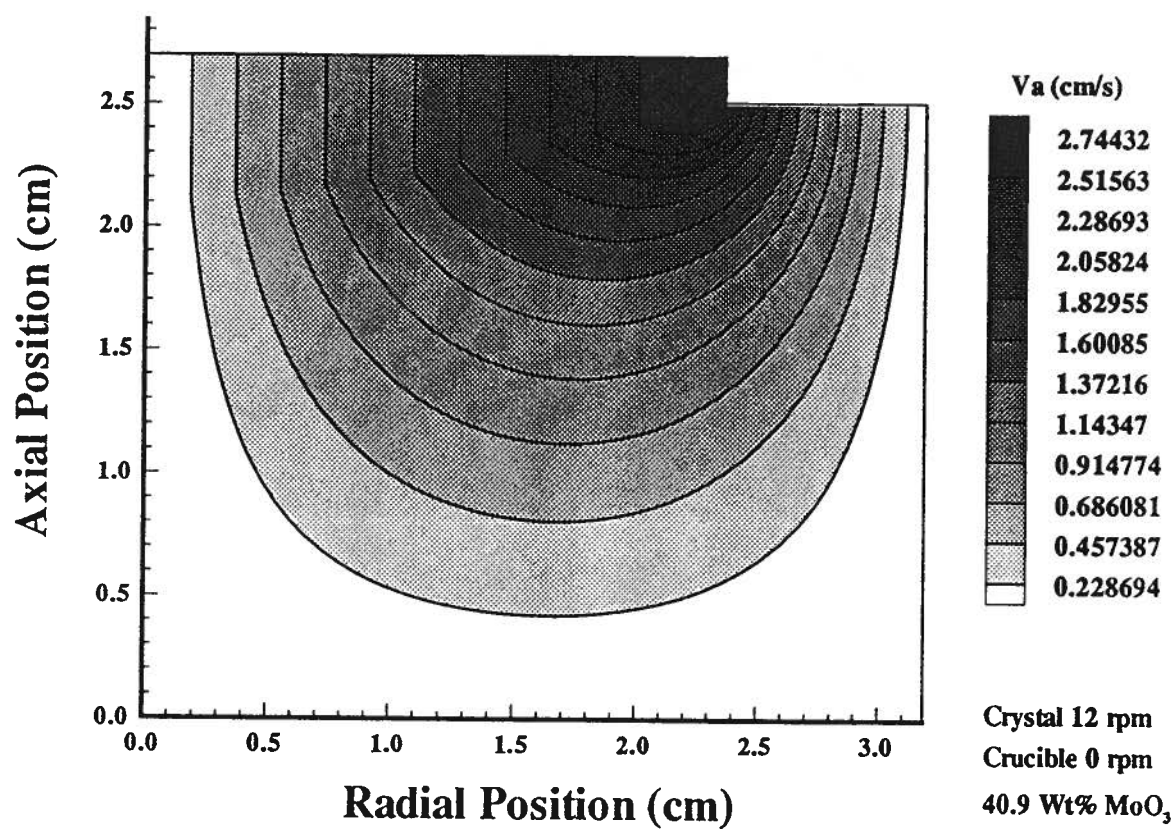 Va (cm/s)
2.74432
2.51563
2.28693
2.05824
1.82955
1.60085
1.37216
1.14347
0.914774
0.686081
0.457387
0.228694
Axial Position (cm)
2.5
2.0
1.5
1.0
0.5
0.0
0.0 0.5 1.0 1.5 2.0 2.5 3.0
Radial Position (cm)
Crystal 12 rpm
Crucible 0 rpm
40.9 Wt% MoO₃